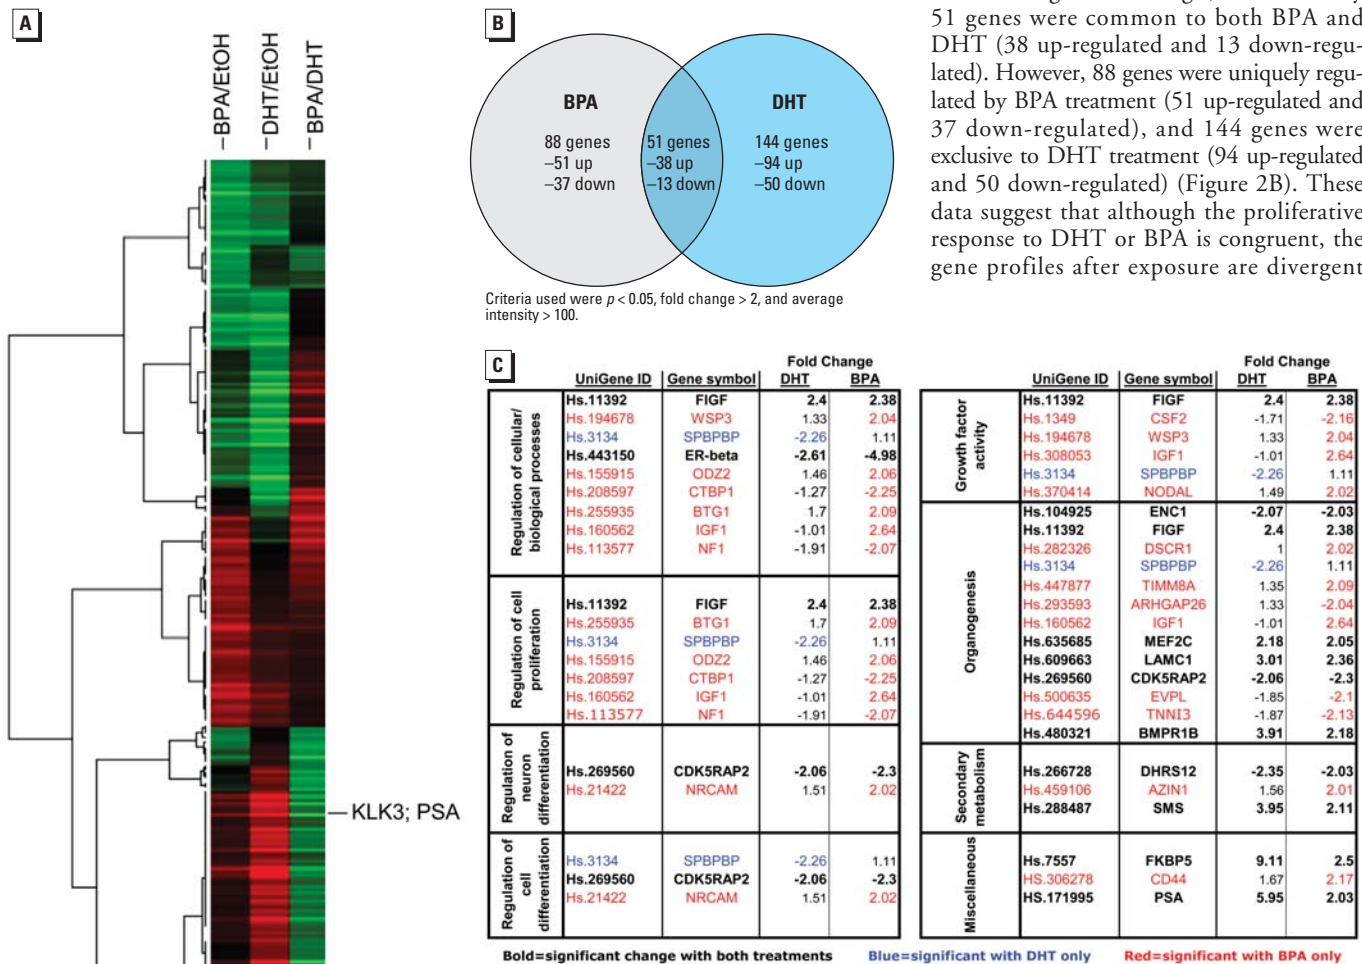 A
–BPA/EtOH
–DHT/EtOH
–BPA/DHT
KLK3; PSA
B
BPA
88 genes
–51 up
–37 down
51 genes
–38 up
–13 down
DHT
144 genes
–94 up
–50 down
Criteria used were p < 0.05, fold change > 2, and average
intensity > 100.
51 genes were common to both BPA and
DHT (38 up-regulated and 13 down-regu-
lated). However, 88 genes were uniquely regu-
lated by BPA treatment (51 up-regulated and
37 down-regulated), and 144 genes were
exclusive to DHT treatment (94 up-regulated
and 50 down-regulated) (Figure 2B). These
data suggest that although the proliferative
response to DHT or BPA is congruent, the
gene profiles after exposure are divergent
C
Fold Change
UniGene ID Gene symbol DHT BPA
Regulation of cellular/
biological processes
Hs.11392 FIGF 2.4 2.38
Hs.194678 WSP3 1.33 2.04
Hs.3134 SPBPBP -2.26 1.11
Hs.443150 ER-beta -2.61 -4.98
Hs.155915 ODZ2 1.46 2.06
Hs.208597 CTBP1 -1.27 -2.25
Hs.255935 BTG1 1.7 2.09
Hs.160562 IGF1 -1.01 2.64
Hs.113577 NF1 -1.91 -2.07
Regulation of cell
proliferation
Hs.11392 FIGF 2.4 2.38
Hs.255935 BTG1 1.7 2.09
Hs.3134 SPBPBP -2.26 1.11
Hs.155915 ODZ2 1.46 2.06
Hs.208597 CTBP1 -1.27 -2.25
Hs.160562 IGF1 -1.01 2.64
Hs.113577 NF1 -1.91 -2.07
Regulation of
neuron
differentiation
Hs.269560 CDK5RAP2 -2.06 -2.3
Hs.21422 NRCAM 1.51 2.02
Regulation of
cell
differentiation
Hs.3134 SPBPBP -2.26 1.11
Hs.269560 CDK5RAP2 -2.06 -2.3
Hs.21422 NRCAM 1.51 2.02
Fold Change
UniGene ID Gene symbol DHT BPA
Growth factor
activity
Hs.11392 FIGF 2.4 2.38
Hs.1349 CSF2 -1.71 -2.16
Hs.194678 WSP3 1.33 2.04
Hs.308053 IGF1 -1.01 2.64
Hs.3134 SPBPBP -2.26 1.11
Hs.370414 NODAL 1.49 2.02
Organogenesis
Hs.104925 ENC1 -2.07 -2.03
Hs.11392 FIGF 2.4 2.38
Hs.282326 DSCR1 1 2.02
Hs.3134 SPBPBP -2.26 1.11
Hs.447877 TIMM8A 1.35 2.09
Hs.293593 ARHGAP26 1.33 -2.04
Hs.160562 IGF1 -1.01 2.64
Hs.635685 MEF2C 2.18 2.05
Hs.609663 LAMC1 3.01 2.36
Hs.269560 CDK5RAP2 -2.06 -2.3
Hs.500635 EVPL -1.85 -2.1
Hs.644596 TNNI3 -1.87 -2.13
Hs.480321 BMPR1B 3.91 2.18
Secondary
metabolism
Hs.266728 DHRS12 -2.35 -2.03
Hs.459106 AZIN1 1.56 2.01
Hs.288487 SMS 3.95 2.11
Miscellaneous
Hs.7557 FKBP5 9.11 2.5
HS.306278 CD44 1.67 2.17
HS.171995 PSA 5.95 2.03
Bold=significant change with both treatments Blue=significant with DHT only Red=significant with BPA only